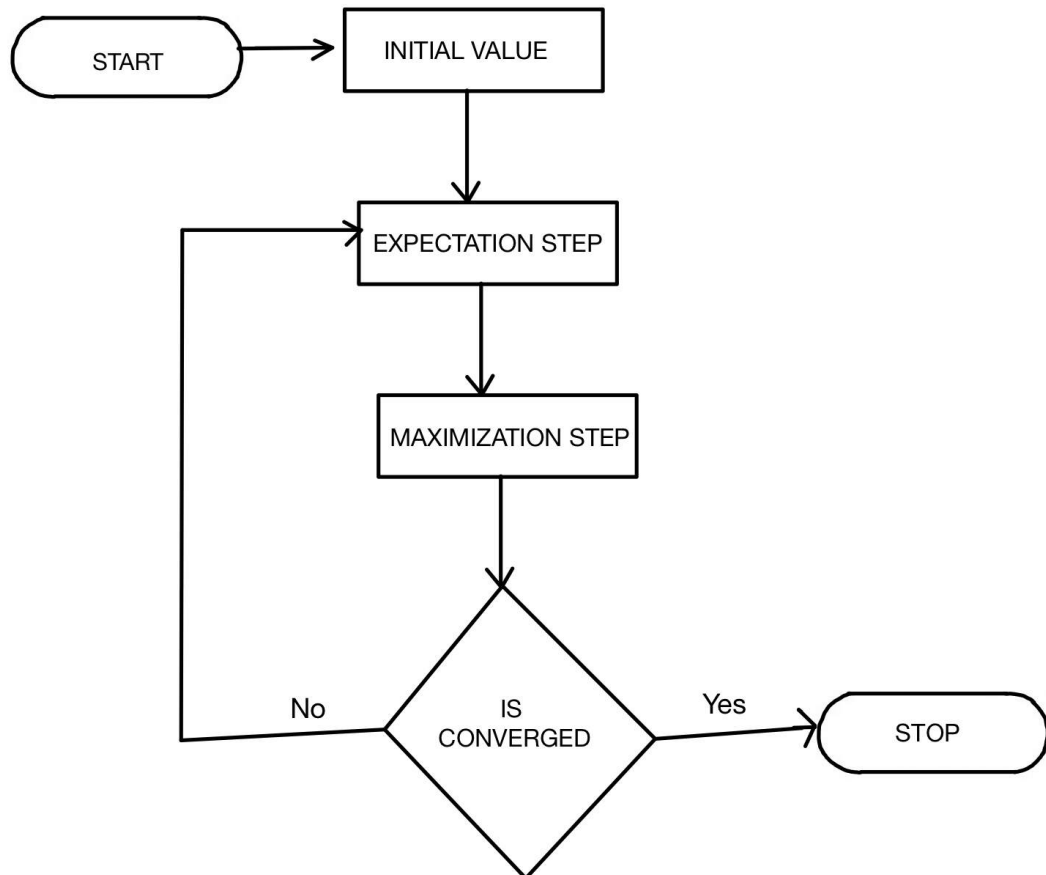 START
INITIAL VALUE
EXPECTATION STEP
MAXIMIZATION STEP
No
IS
CONVERGED
Yes
STOP